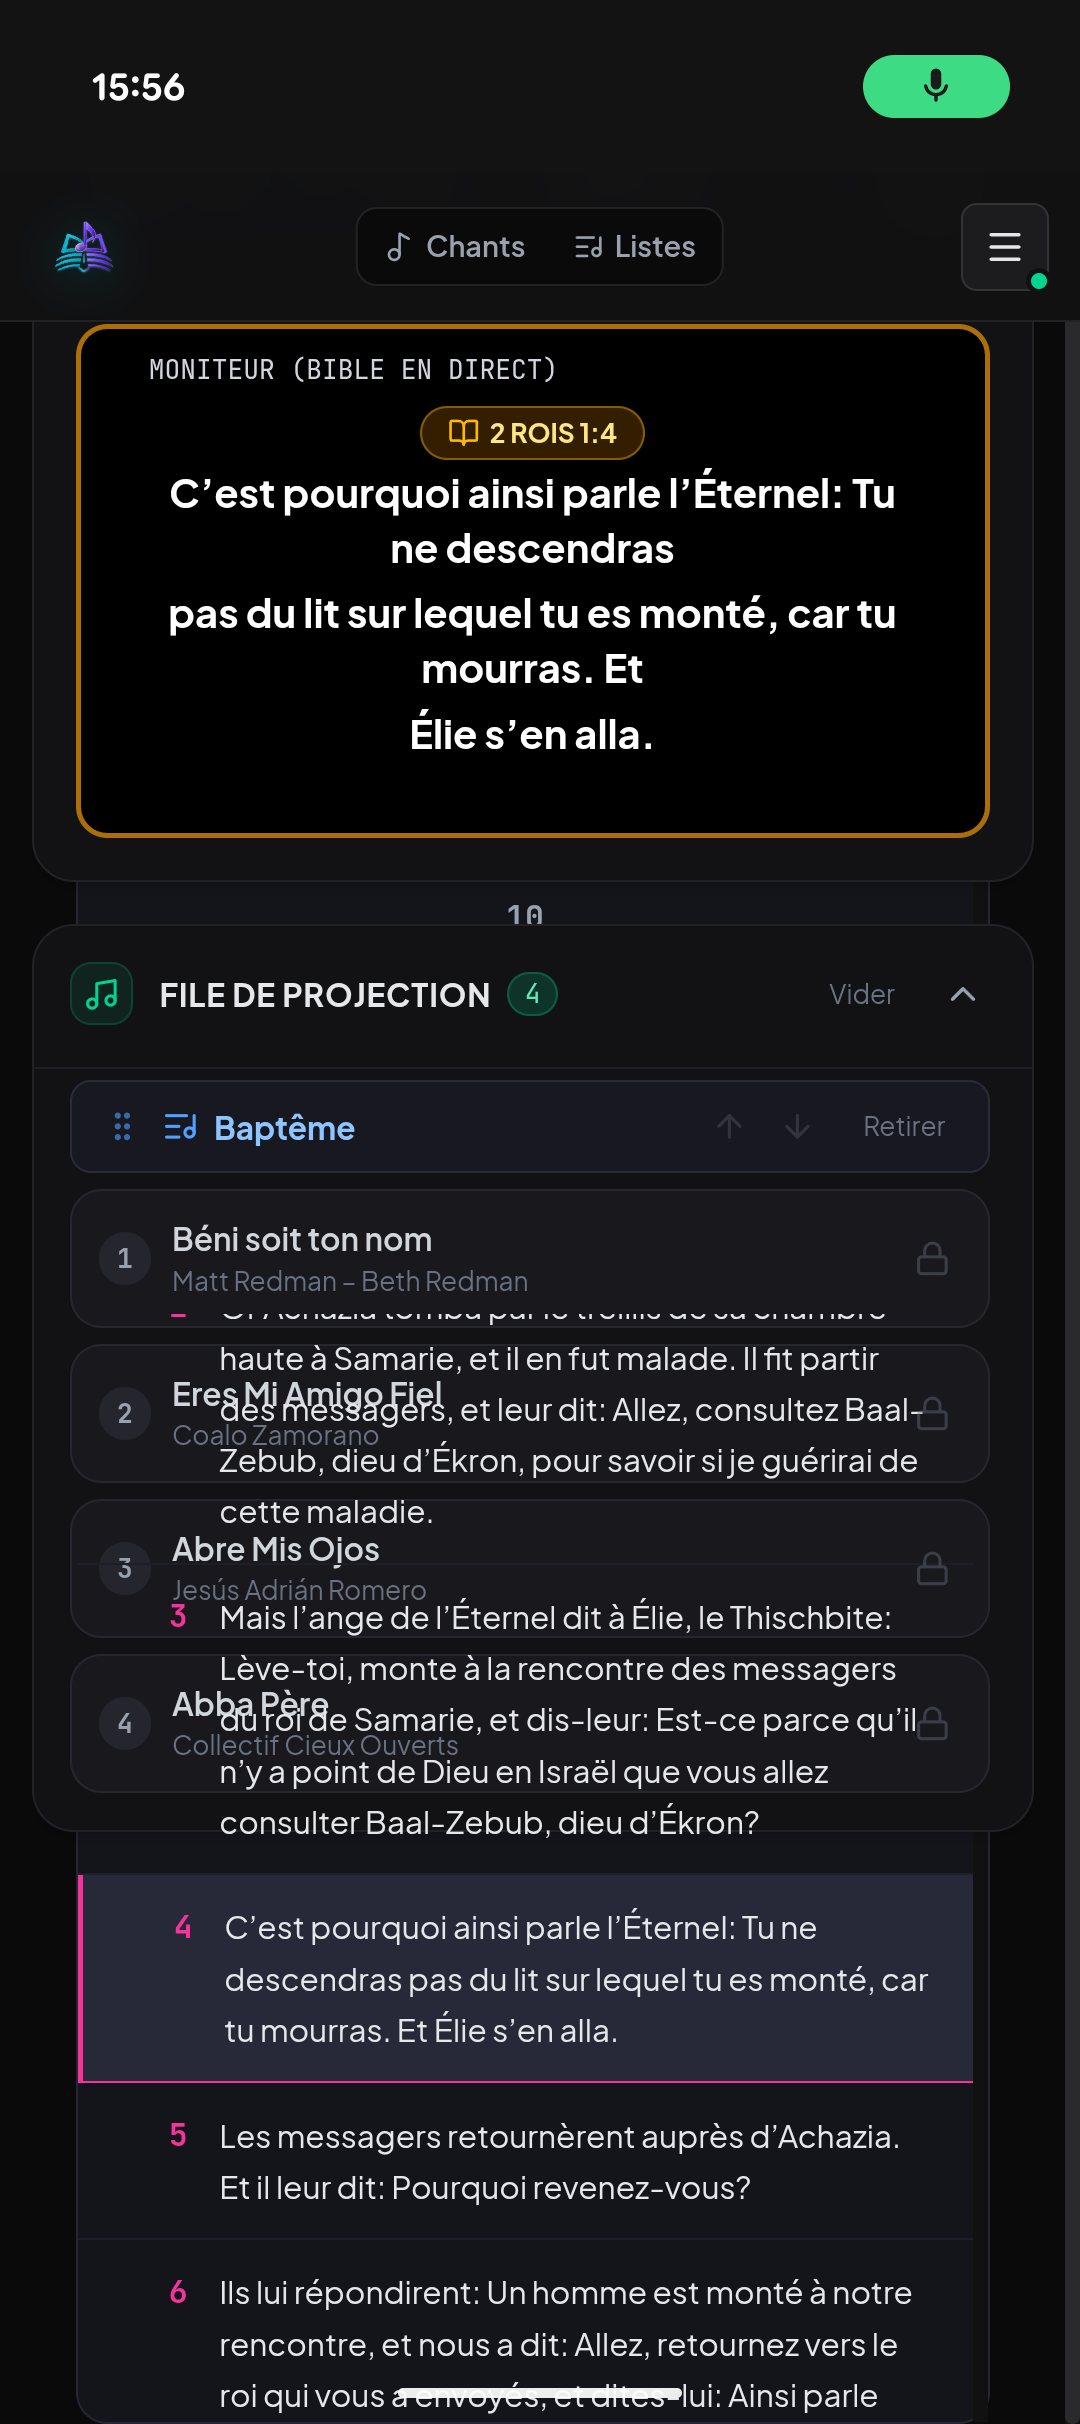 15:56
Chants
Listes
MONITEUR (BIBLE EN DIRECT)
2 ROIS 1:4
C’est pourquoi ainsi parle l’Éternel: Tu
ne descendras
pas du lit sur lequel tu es monté, car tu
mourras. Et
Élie s’en alla.
10
FILE DE PROJECTION 4
Vider
Baptême
Retirer
1
Béni soit ton nom
Matt Redman – Beth Redman
Or Achazia tomba par le treillis de sa chambre
haute à Samarie, et il en fut malade. Il fit partir
2
Eres Mi Amigo Fiel
des messagers, et leur dit: Allez, consultez Baal-
Coalo Zamorano
Zebub, dieu d’Ékron, pour savoir si je guérirai de
cette maladie.
3
Abre Mis Ojos
Jesús Adrián Romero
3 Mais l’ange de l’Éternel dit à Élie, le Thischbite:
Lève-toi, monte à la rencontre des messagers
4
Abba Père
du roi de Samarie, et dis-leur: Est-ce parce qu’il
Collectif Cieux Ouverts
n’y a point de Dieu en Israël que vous allez
consulter Baal-Zebub, dieu d’Ékron?
4 C’est pourquoi ainsi parle l’Éternel: Tu ne
descendras pas du lit sur lequel tu es monté, car
tu mourras. Et Élie s’en alla.
5 Les messagers retournèrent auprès d’Achazia.
Et il leur dit: Pourquoi revenez-vous?
6 Ils lui répondirent: Un homme est monté à notre
rencontre, et nous a dit: Allez, retournez vers le
roi qui vous a envoyés, et dites-lui: Ainsi parle